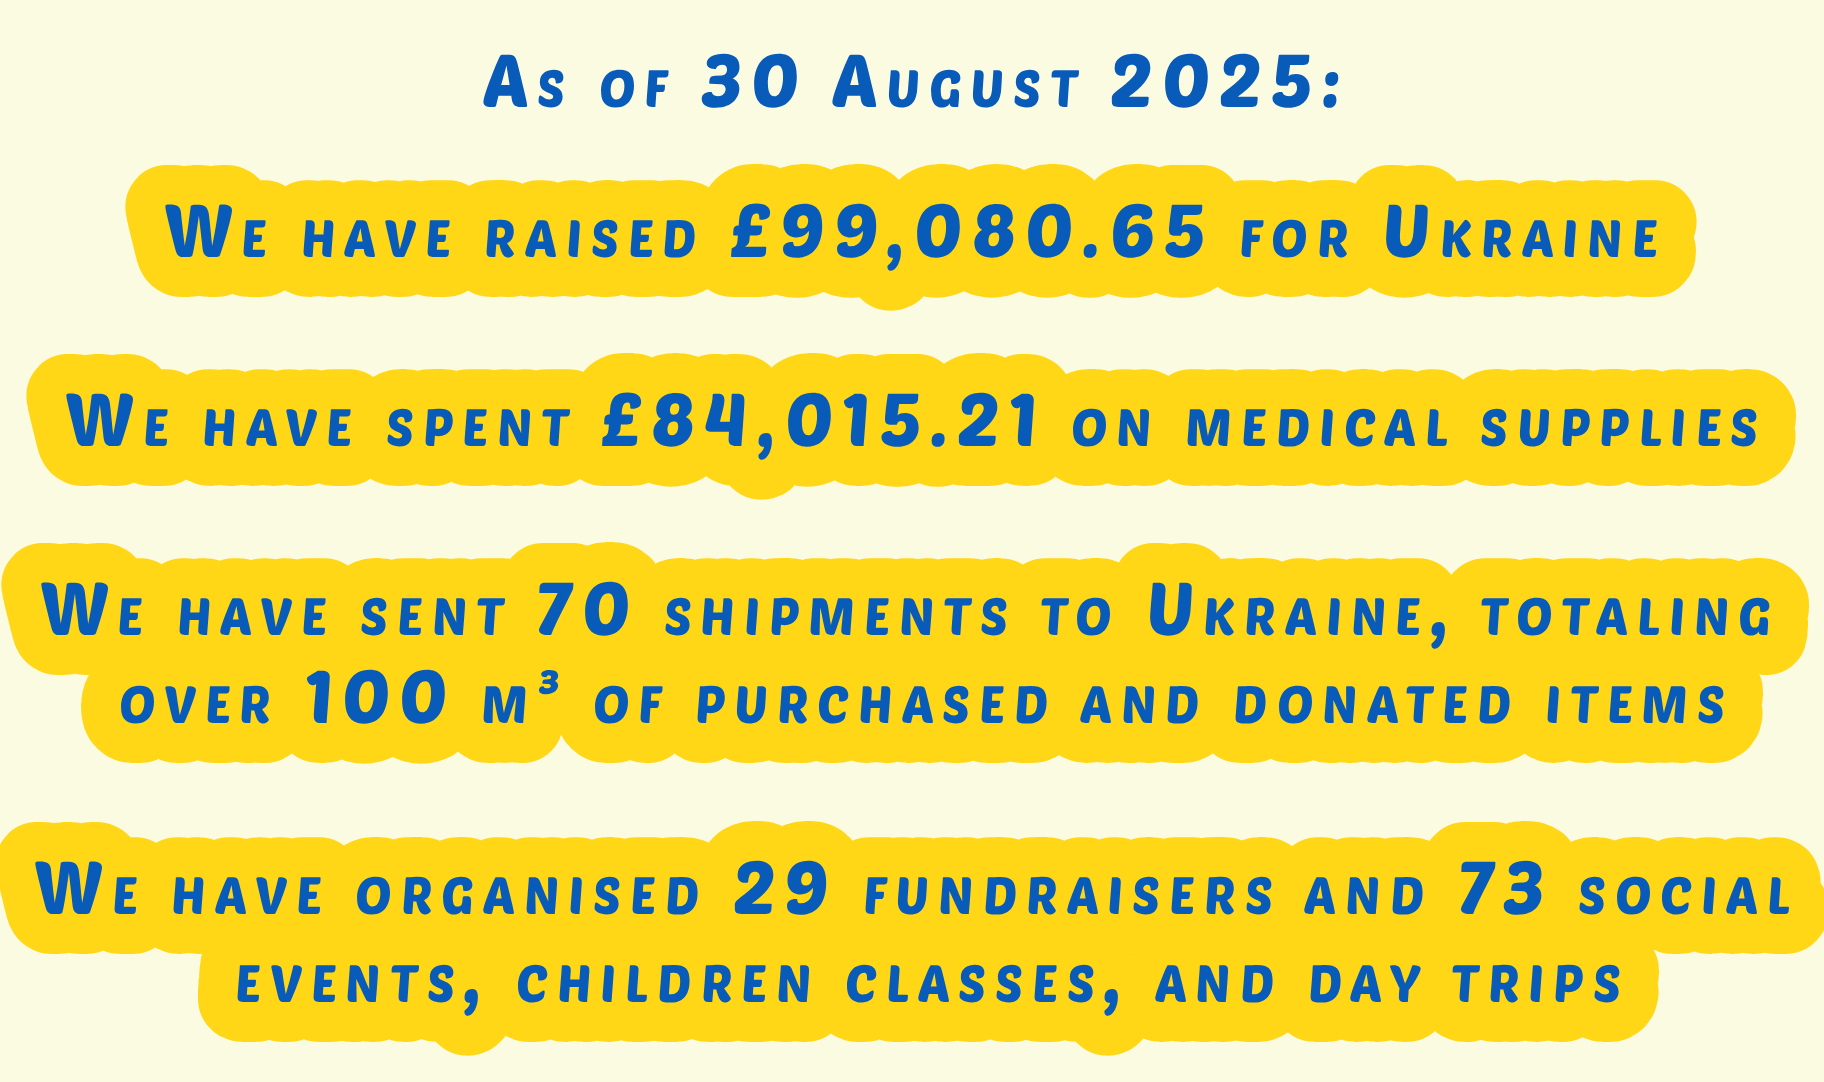 As of 30 August 2025:
We have raised £99,080.65 for Ukraine
We have spent £84,015.21 on medical supplies
We have sent 70 shipments to Ukraine, totaling
over 100 m³ of purchased and donated items
We have organised 29 fundraisers and 73 social
events, children classes, and day trips